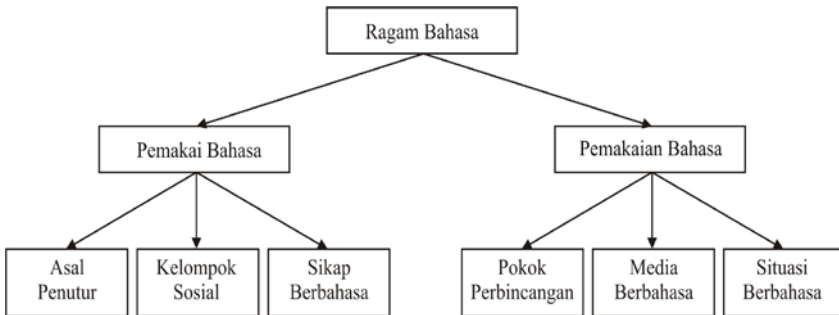 Ragam Bahasa
Pemakai Bahasa
Pemakaian Bahasa
Asal
Penutur
Kelompok
Sosial
Sikap
Berbahasa
Pokok
Perbincangan
Media
Berbahasa
Situasi
Berbahasa